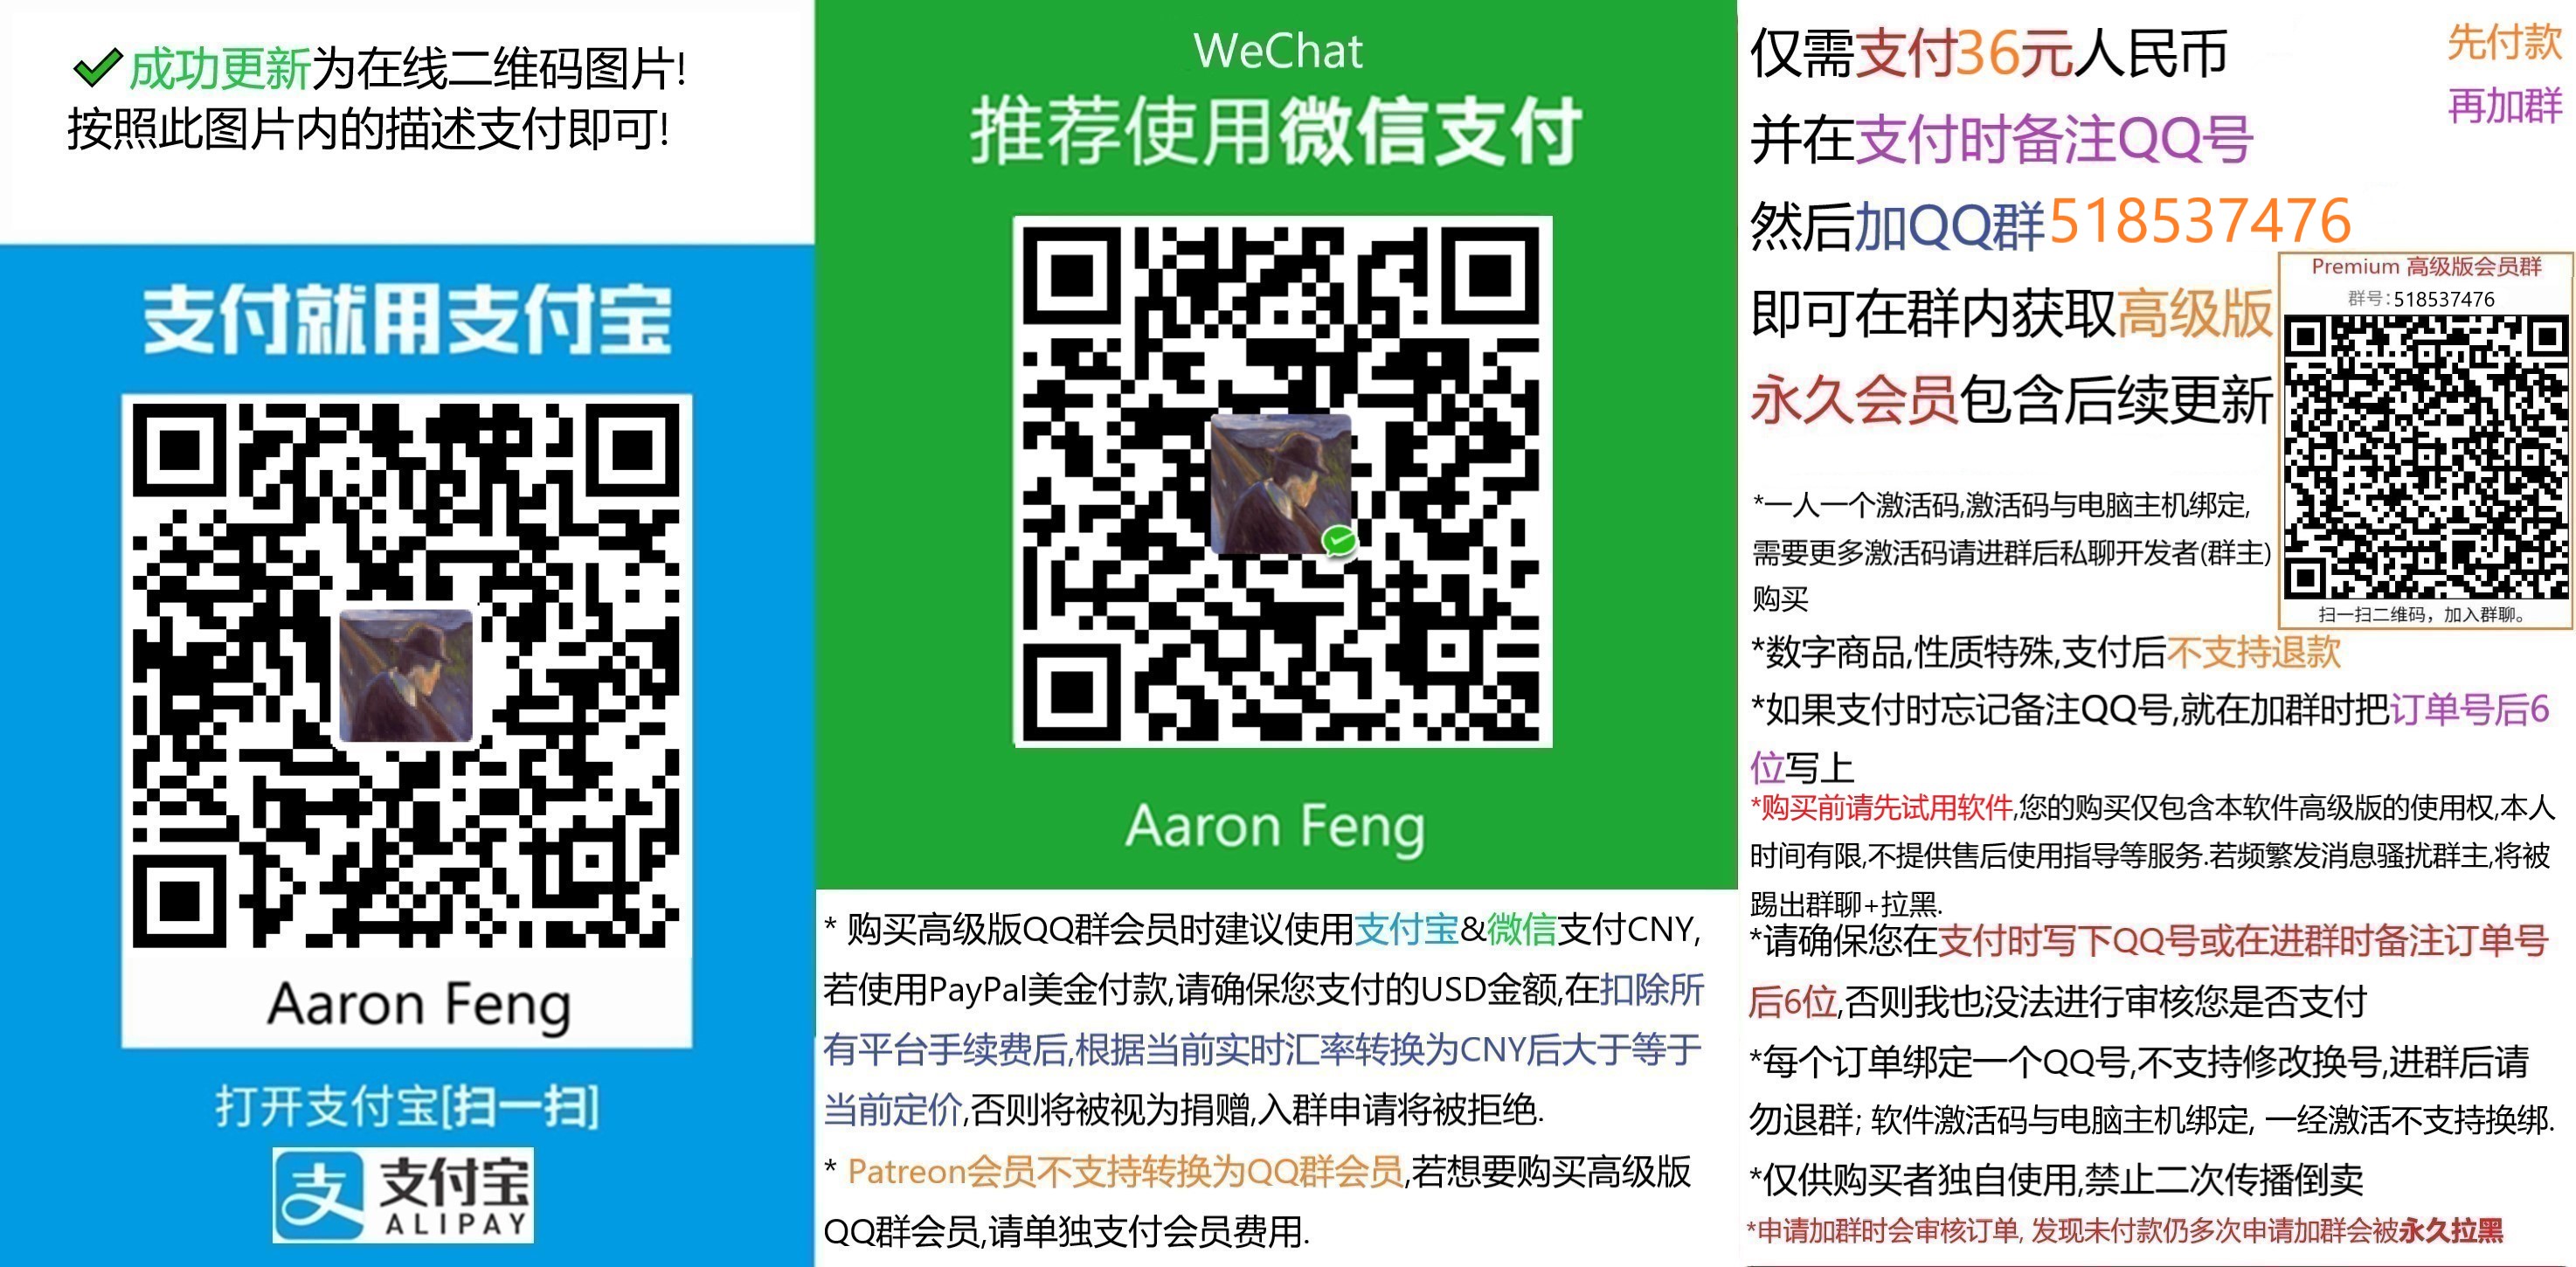 ✔成功更新为在线二维码图片!
按照此图片内的描述支付即可!
支付就用支付宝
Aaron Feng
打开支付宝[扫一扫]
支付宝
ALIPAY
WeChat
推荐使用微信支付
Aaron Feng
* 购买高级版QQ群会员时建议使用支付宝&微信支付CNY,
若使用PayPal美金付款,请确保您支付的USD金额,在扣除所
有平台手续费后,根据当前实时汇率转换为CNY后大于等于
当前定价,否则将被视为捐赠,入群申请将被拒绝.
* Patreon会员不支持转换为QQ群会员,若想要购买高级版
QQ群会员,请单独支付会员费用.
仅需支付36元人民币
先付款
再加群
并在支付时备注QQ号
然后加QQ群518537476
即可在群内获取高级版
永久会员包含后续更新
Premium 高级版会员群
群号:518537476
扫一扫二维码，加入群聊。
*一人一个激活码,激活码与电脑主机绑定,
需要更多激活码请进群后私聊开发者(群主)
购买
*数字商品,性质特殊,支付后不支持退款
*如果支付时忘记备注QQ号,就在加群时把订单号后6
位写上
*购买前请先试用软件,您的购买仅包含本软件高级版的使用权,本人
时间有限,不提供售后使用指导等服务.若频繁发消息骚扰群主,将被
踢出群聊+拉黑.
*请确保您在支付时写下QQ号或在进群时备注订单号
后6位,否则我也没法进行审核您是否支付
*每个订单绑定一个QQ号,不支持修改换号,进群后请
勿退群; 软件激活码与电脑主机绑定, 一经激活不支持换绑.
*仅供购买者独自使用,禁止二次传播倒卖
*申请加群时会审核订单, 发现未付款仍多次申请加群会被永久拉黑